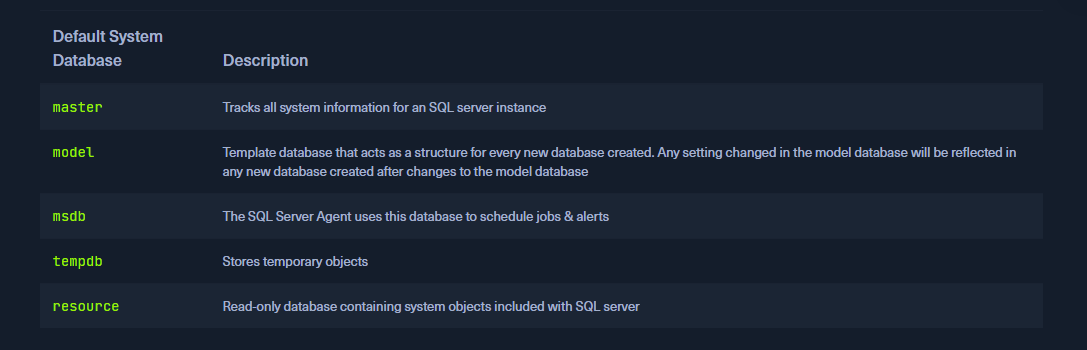 Default System
Database Description
master Tracks all system information for an SQL server instance
model Template database that acts as a structure for every new database created. Any setting changed in the model database will be reflected in
any new database created after changes to the model database
msdb The SQL Server Agent uses this database to schedule jobs & alerts
tempdb Stores temporary objects
resource Read-only database containing system objects included with SQL server